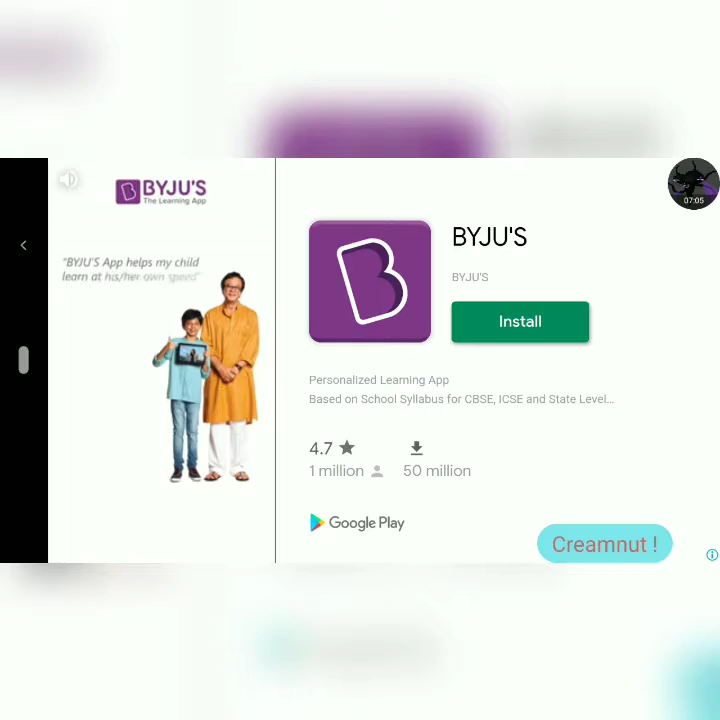 BYJU'S
The Learning App
"BYJU'S App helps my child
learn at his/her own speed"
07:05
BYJU'S
BYJU'S
Install
Personalized Learning App
Based on School Syllabus for CBSE, ICSE and State Level...
4.7
1 million
50 million
Google Play
Creamnut !